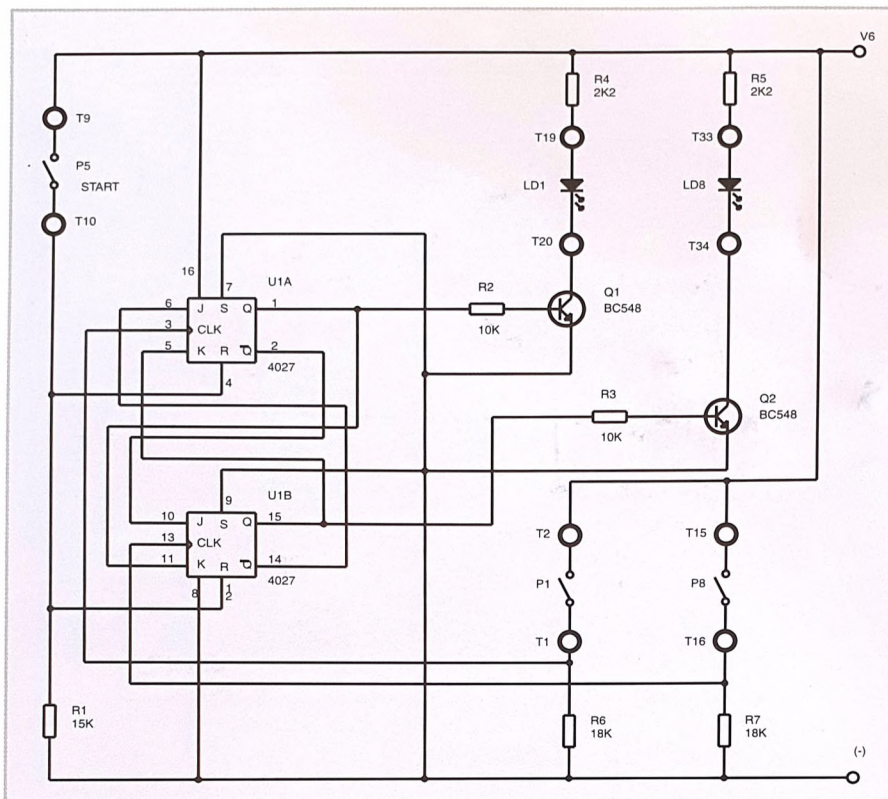 V6
R4
2K2
R5
2K2
T9
T19
T33
P5
START
LD1
LD8
T10
T20
T34
16
7
U1A
6
J
S
Q
1
R2
10K
Q1
BC548
3
CLK
5
K
R
Q
2
4
4027
R3
10K
Q2
BC548
9
U1B
10
J
S
Q
15
13
CLK
11
K
R
Q
14
8
1
2
4027
T2
T15
P1
P8
T1
T16
R1
15K
R6
18K
R7
18K
(-)